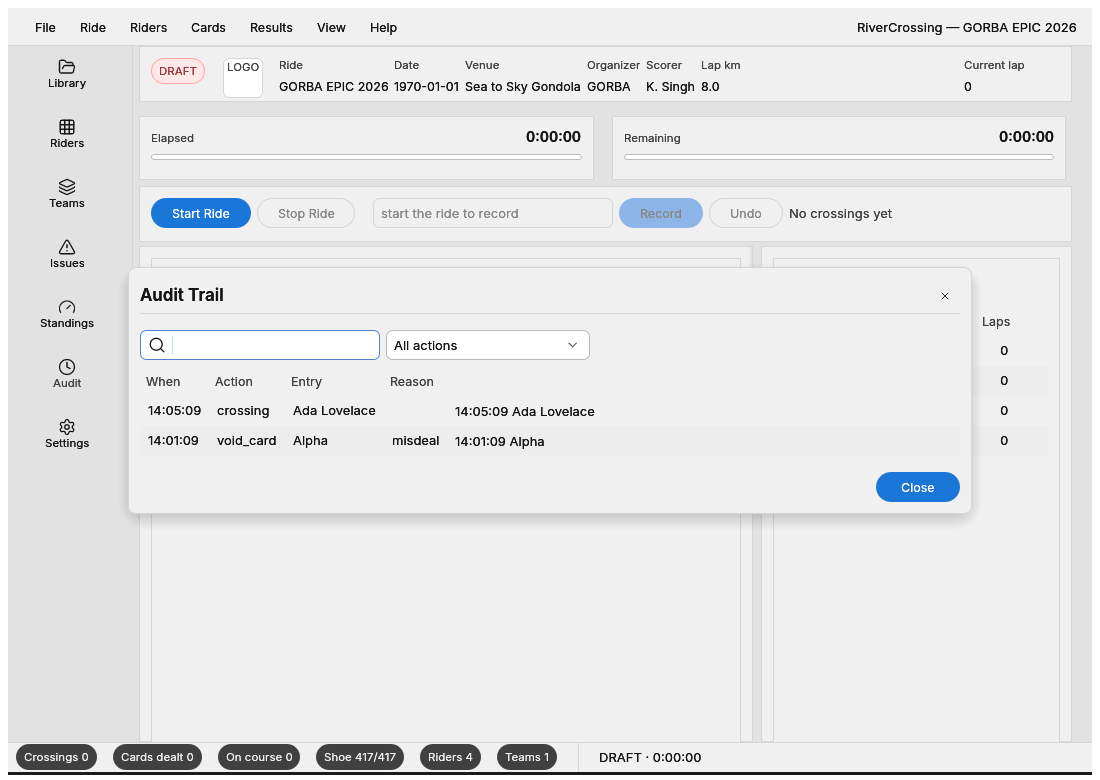 File Ride Riders Cards Results View Help RiverCrossing — GORBA EPIC 2026
Library
Riders
Teams
Issues
Standings
Audit
Settings
DRAFT LOGO Ride Date Venue Organizer Scorer Lap km Current lap
GORBA EPIC 2026 1970-01-01 Sea to Sky Gondola GORBA K. Singh 8.0 0
Elapsed 0:00:00 Remaining 0:00:00
Start Ride Stop Ride start the ride to record Record Undo No crossings yet
Laps
0
0
0
0
Audit Trail ×
All actions
When Action Entry Reason
14:05:09 crossing Ada Lovelace 14:05:09 Ada Lovelace
14:01:09 void_card Alpha misdeal 14:01:09 Alpha
Close
Crossings 0 Cards dealt 0 On course 0 Shoe 417/417 Riders 4 Teams 1 DRAFT · 0:00:00